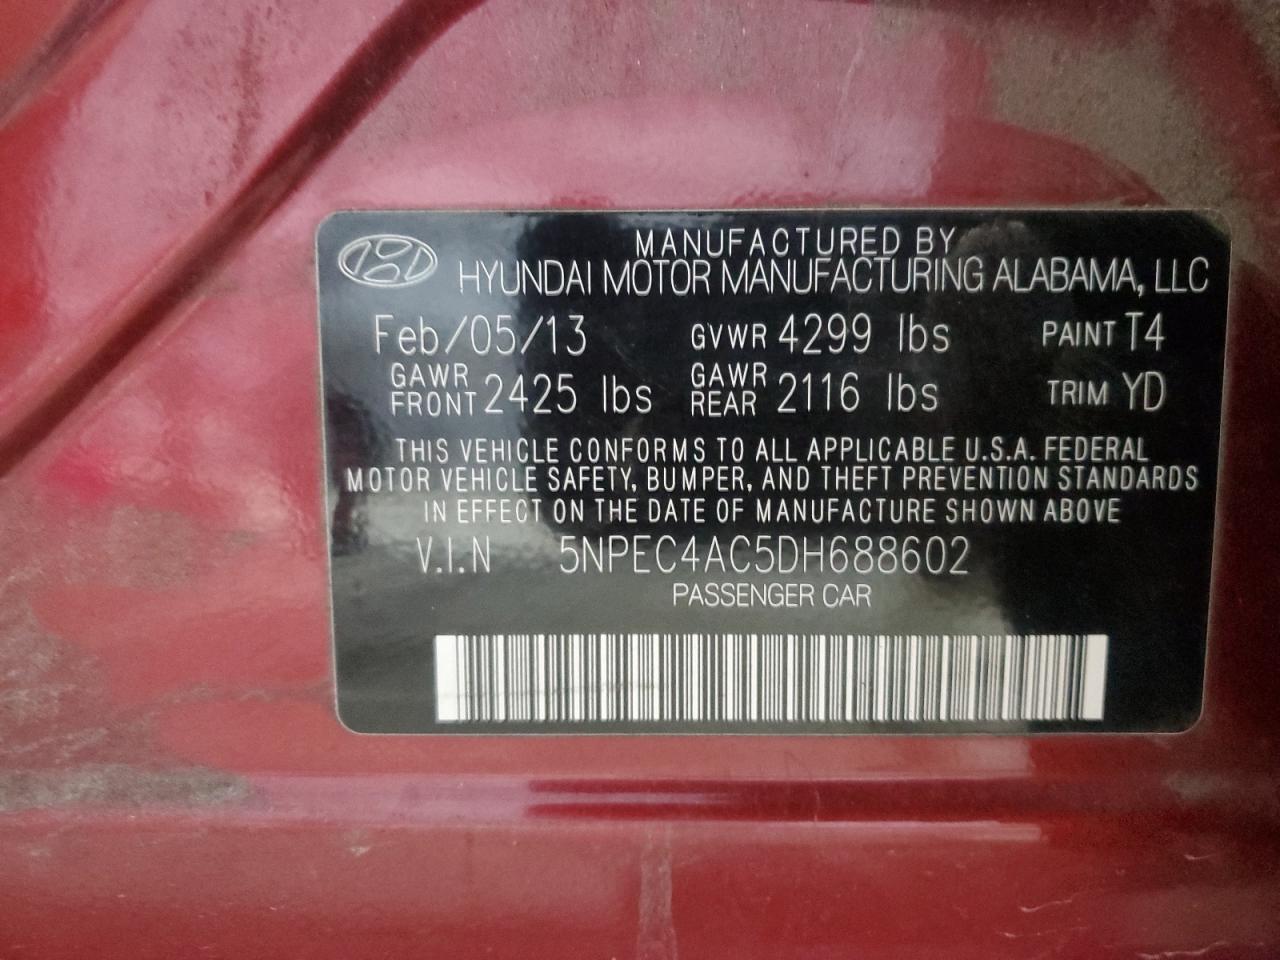 MANUFACTURED BY
HYUNDAI MOTOR MANUFACTURING ALABAMA, LLC
Feb/05/13 GVWR 4299 lbs PAINT T4
GAWR FRONT 2425 lbs GAWR REAR 2116 lbs TRIM YD
THIS VEHICLE CONFORMS TO ALL APPLICABLE U.S.A. FEDERAL
MOTOR VEHICLE SAFETY, BUMPER, AND THEFT PREVENTION STANDARDS
IN EFFECT ON THE DATE OF MANUFACTURE SHOWN ABOVE
V.I.N 5NPEC4AC5DH688602
PASSENGER CAR